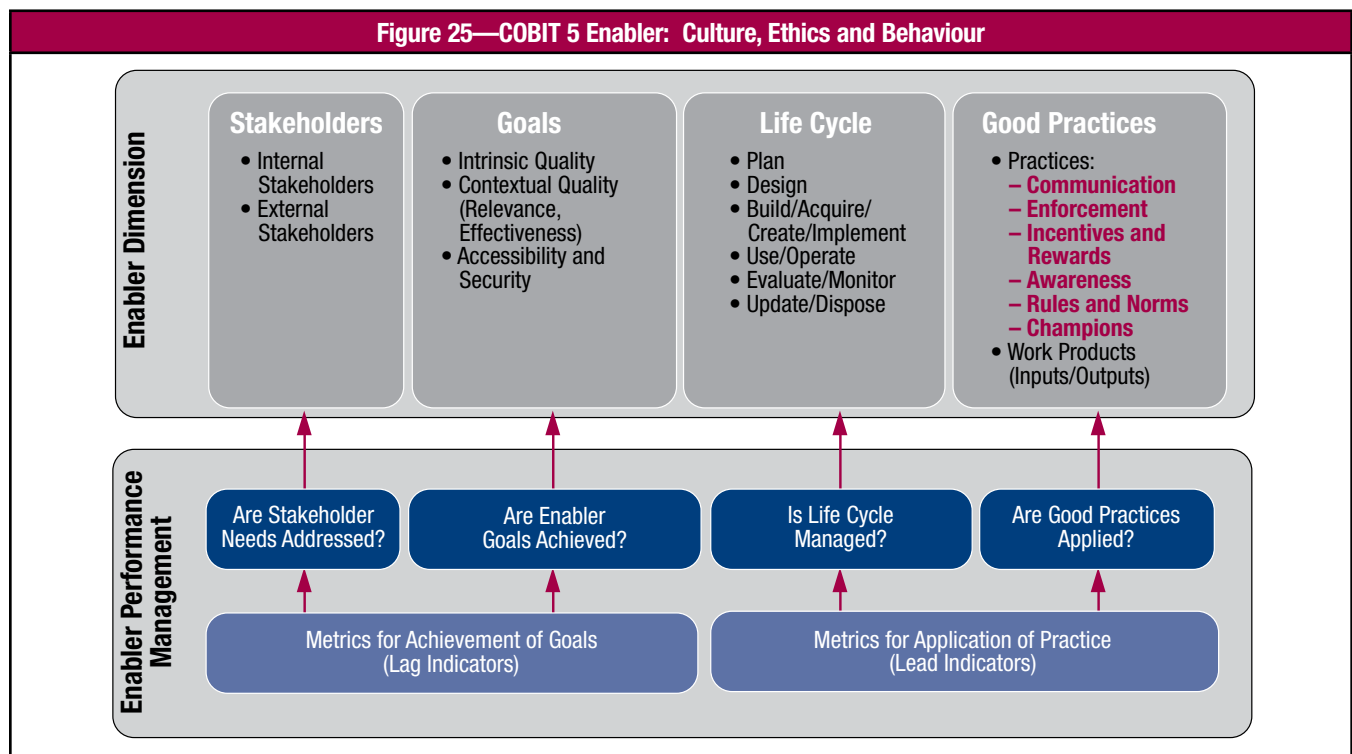 Figure 25—COBIT 5 Enabler: Culture, Ethics and Behaviour
Enabler Dimension
Stakeholders
• Internal
Stakeholders
• External
Stakeholders
Goals
• Intrinsic Quality
• Contextual Quality
(Relevance,
Effectiveness)
• Accessibility and
Security
Life Cycle
• Plan
• Design
• Build/Acquire/
Create/Implement
• Use/Operate
• Evaluate/Monitor
• Update/Dispose
Good Practices
• Practices:
– Communication
– Enforcement
– Incentives and
Rewards
– Awareness
– Rules and Norms
– Champions
• Work Products
(Inputs/Outputs)
Enabler Performance
Management
Are Stakeholder
Needs Addressed?
Are Enabler
Goals Achieved?
Is Life Cycle
Managed?
Are Good Practices
Applied?
Metrics for Achievement of Goals
(Lag Indicators)
Metrics for Application of Practice
(Lead Indicators)